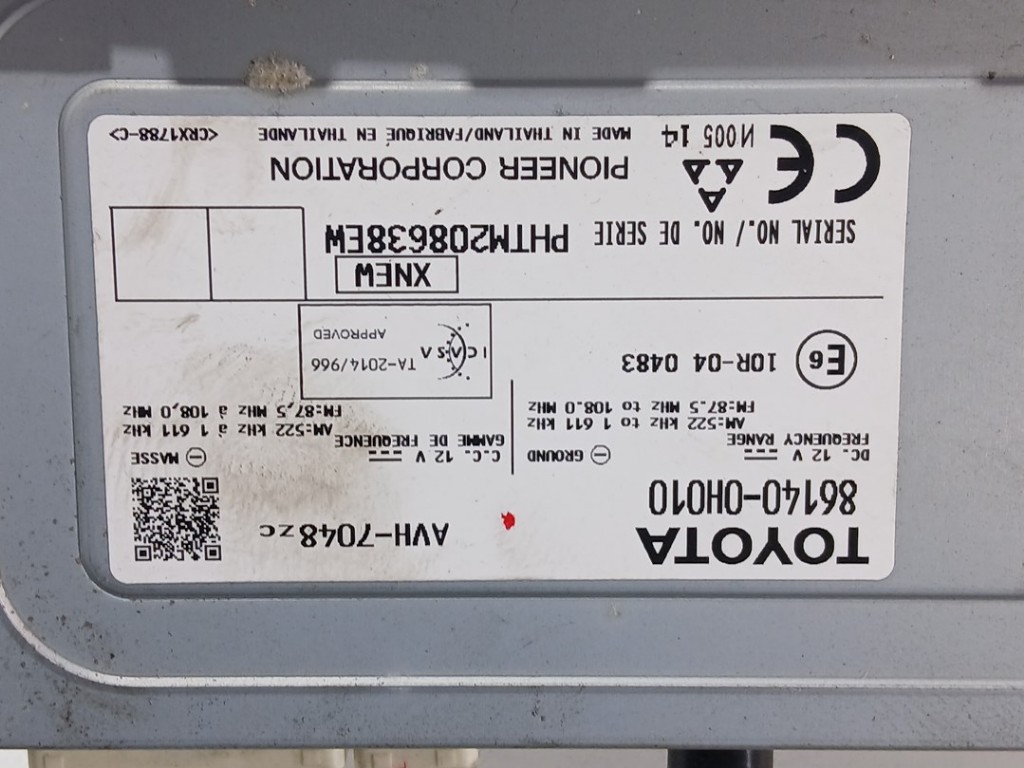 TOYOTA
86140-0H010
AVH-7048zc
DC. 12 V GROUND
FREQUENCY RANGE
AM:522 kHz to 1 611 kHz
FM:87.5 MHz to 108.0 MHz
C.C. 12 V MASSE
GAMME DE FRÉQUENCE
AM:522 kHz à 1 611 kHz
FM:87,5 MHz à 108,0 MHz
E6 10R-04 0483
ICASA TA-2014/966
APPROVED
XNEW
SERIAL NO./ NO. DE SERIE PHTM208638EW
CE
PIONEER CORPORATION
N005 14
MADE IN THAILAND/FABRIQUÉ EN THAILANDE <CRX1788-C>